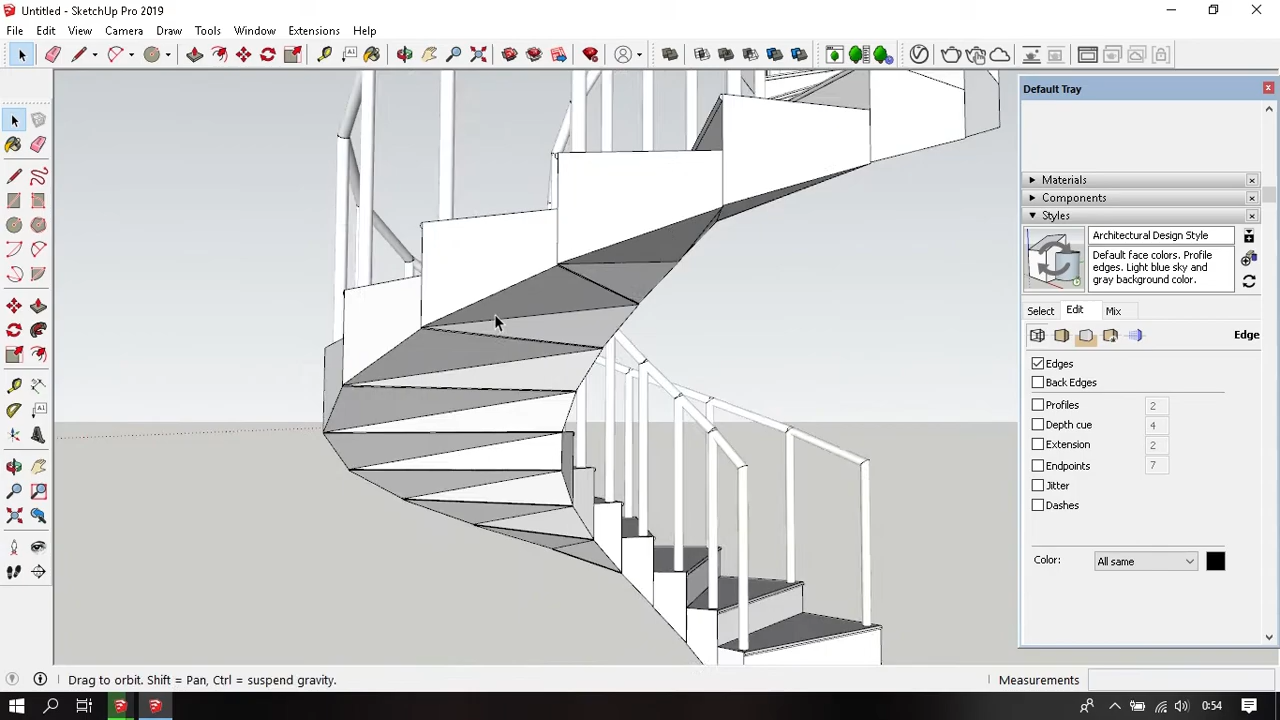 Untitled - SketchUp Pro 2019
File Edit View Camera Draw Tools Window Extensions Help
Default Tray
Materials
Components
Styles
Architectural Design Style
Default face colors. Profile
edges. Light blue sky and
gray background color.
Select Edit Mix
Edge
Edges
Back Edges
Profiles 2
Depth cue 4
Extension 2
Endpoints 7
Jitter
Dashes
Color: All same
Drag to orbit. Shift = Pan, Ctrl = suspend gravity.
Measurements
0:54